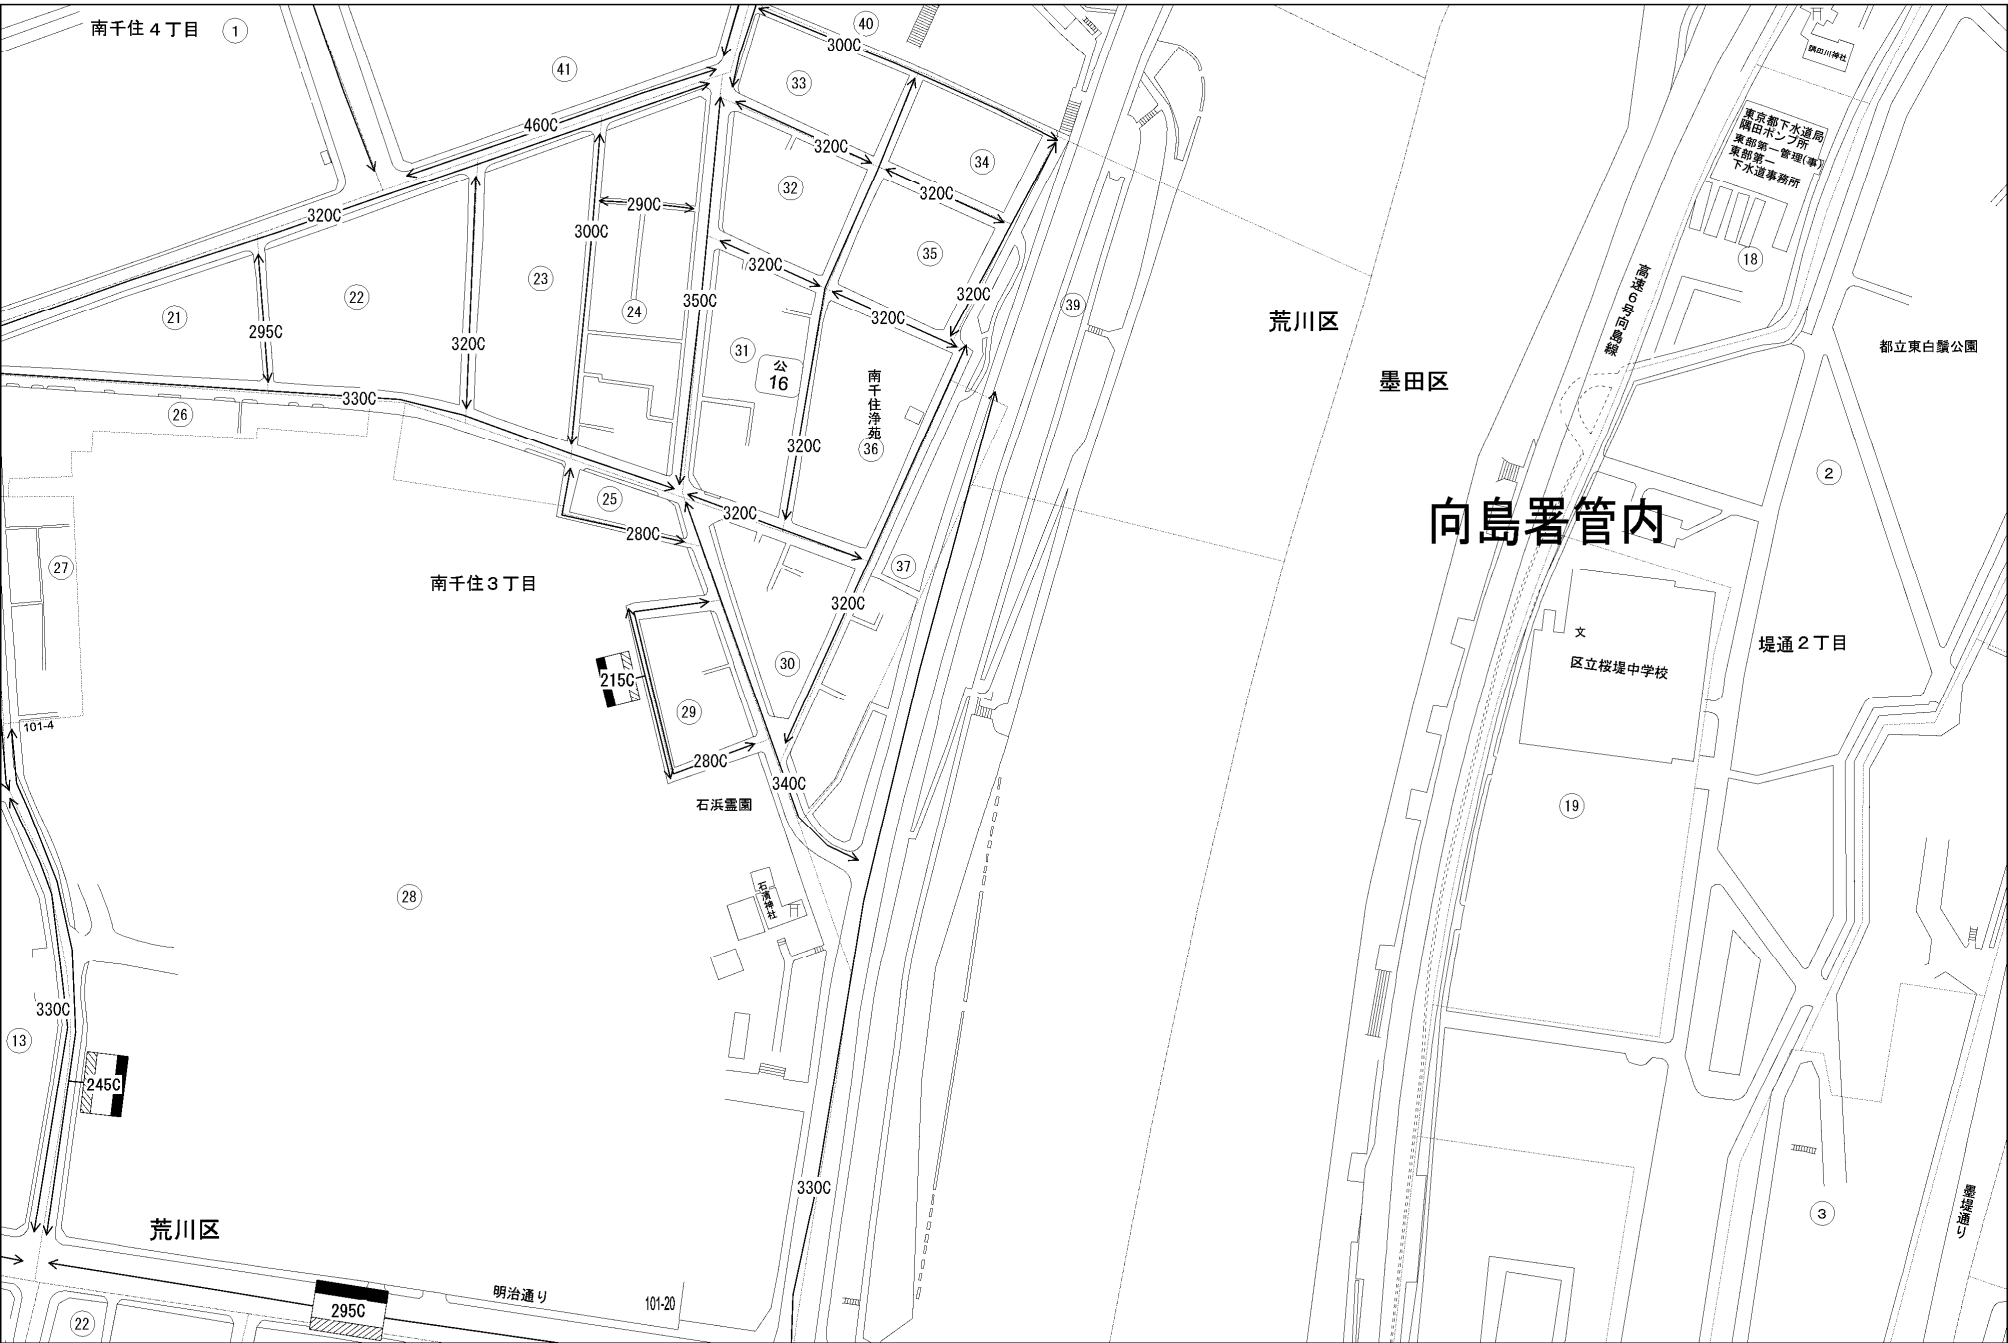 南千住４丁目
1
41
40
300C
33
460C
320C
34
32
320C
290C
300C
320C
35
23
22
21
24
350C
320C
320C
320C
39
295C
320C
31
公
16
330C
26
南千住浄苑
36
320C
25
320C
280C
27
南千住３丁目
37
320C
30
215C
29
280C
340C
石浜霊園
101-4
28
石濱神社
330C
13
245C
330C
荒川区
明治通り
101-20
295C
22
荒川区
墨田区
向島署管内
隅田川神社
東京都下水道局
隅田ポンプ所
東部第一管理(事)
東部第一
下水道事務所
18
高速６号向島線
都立東白鬚公園
2
文
区立桜堤中学校
堤通２丁目
19
3
墨堤通り